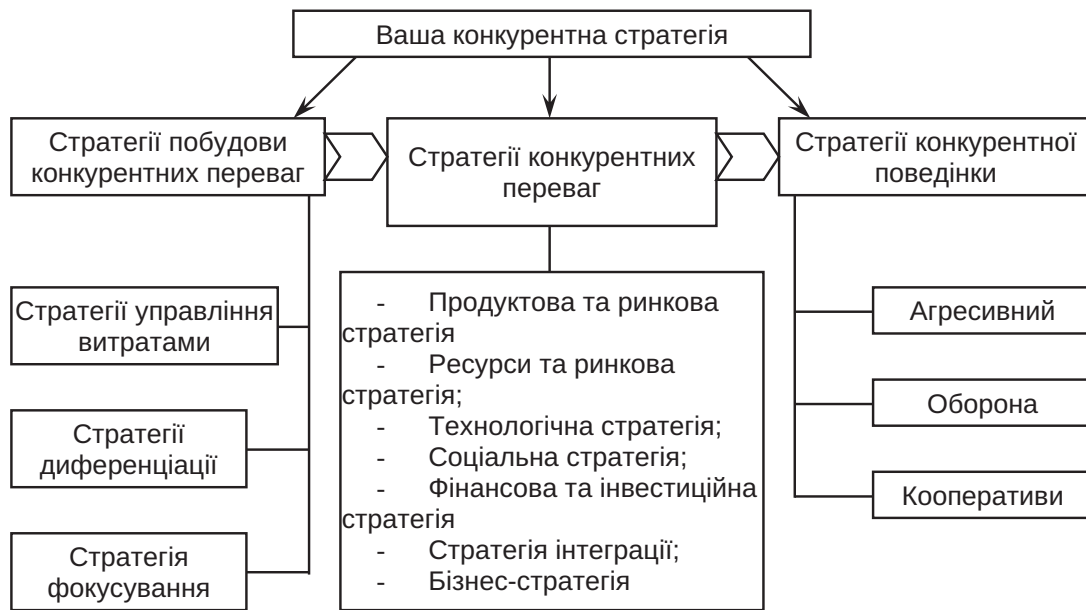 Ваша конкурентна стратегія
Стратегії побудови
конкурентних переваг
Стратегії конкурентних
переваг
Стратегії конкурентної
поведінки
Стратегії управління
витратами
Стратегії
диференціації
Стратегія
фокусування
- Продуктова та ринкова
стратегія
- Ресурси та ринкова
стратегія;
- Технологічна стратегія;
- Соціальна стратегія;
- Фінансова та інвестиційна
стратегія
- Стратегія інтеграції;
- Бізнес-стратегія
Агресивний
Оборона
Кооперативи